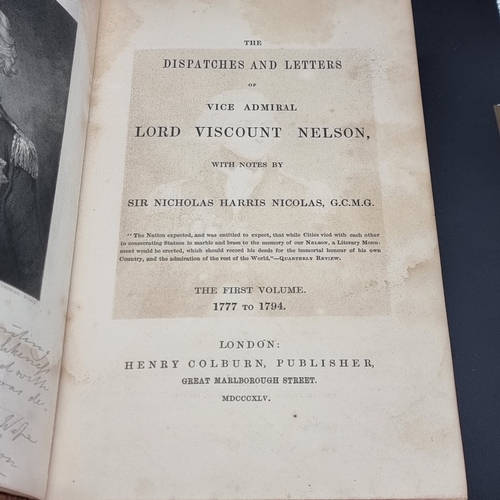 THE
DISPATCHES AND LETTERS
OF
VICE ADMIRAL
LORD VISCOUNT NELSON,
WITH NOTES BY
SIR NICHOLAS HARRIS NICOLAS, G.C.M.G.
"The Nation expected, and was entitled to expect, that while Cities vied with each other
in consecrating Statues in marble and brass to the memory of our NELSON, a Literary Monu-
ment would be erected, which should record his deeds for the immortal honour of his own
Country, and the admiration of the rest of the World."—QUARTERLY REVIEW.
THE FIRST VOLUME.
1777 TO 1794.
LONDON:
HENRY COLBURN, PUBLISHER,
GREAT MARLBOROUGH STREET.
MDCCCXLV.
with
was de-